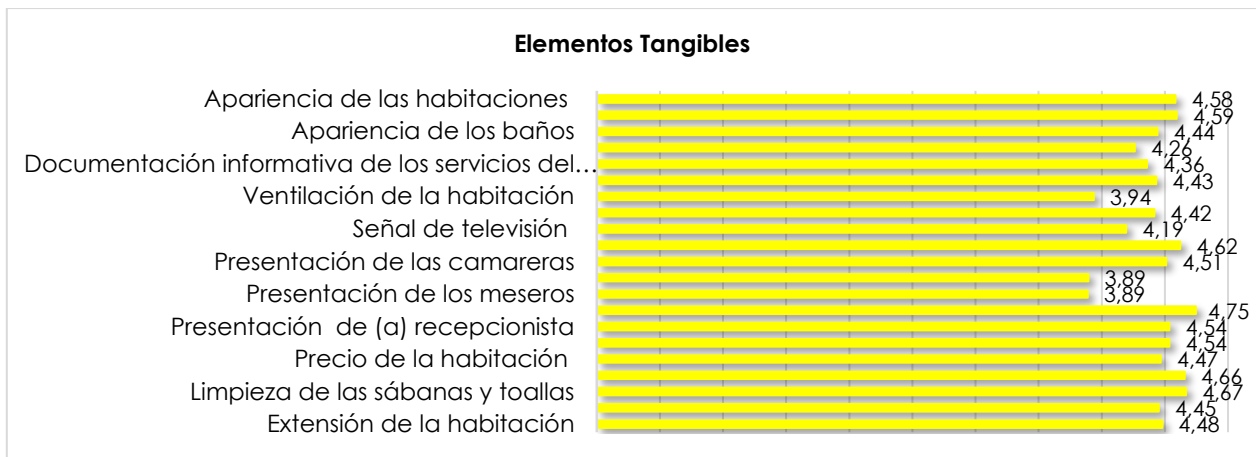 Elementos Tangibles
Apariencia de las habitaciones 4,58
4,59
Apariencia de los baños 4,44
4,26
Documentación informativa de los servicios del… 4,36
4,43
Ventilación de la habitación 3,94
4,42
Señal de televisión 4,19
4,62
Presentación de las camareras 4,51
3,89
Presentación de los meseros 3,89
4,75
Presentación de (a) recepcionista 4,54
4,54
Precio de la habitación 4,47
4,66
Limpieza de las sábanas y toallas 4,67
4,45
Extensión de la habitación 4,48